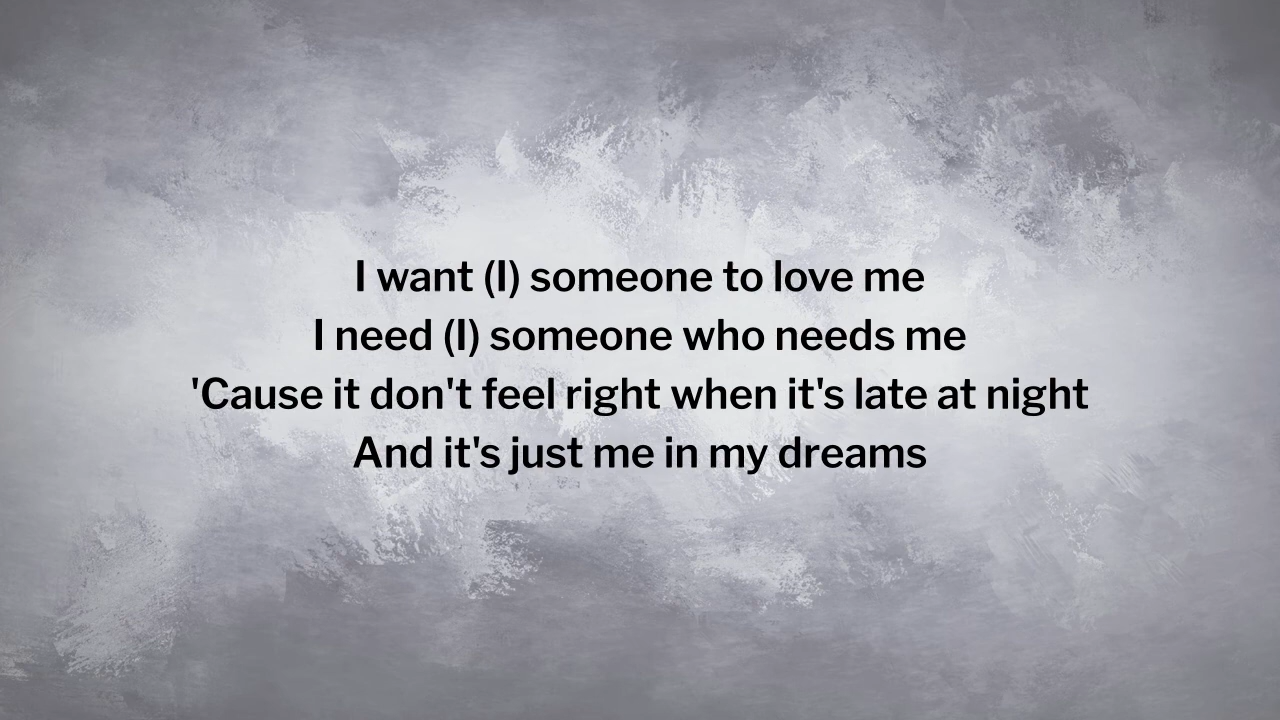 I want (I) someone to love me
I need (I) someone who needs me
'Cause it don't feel right when it's late at night
And it's just me in my dreams